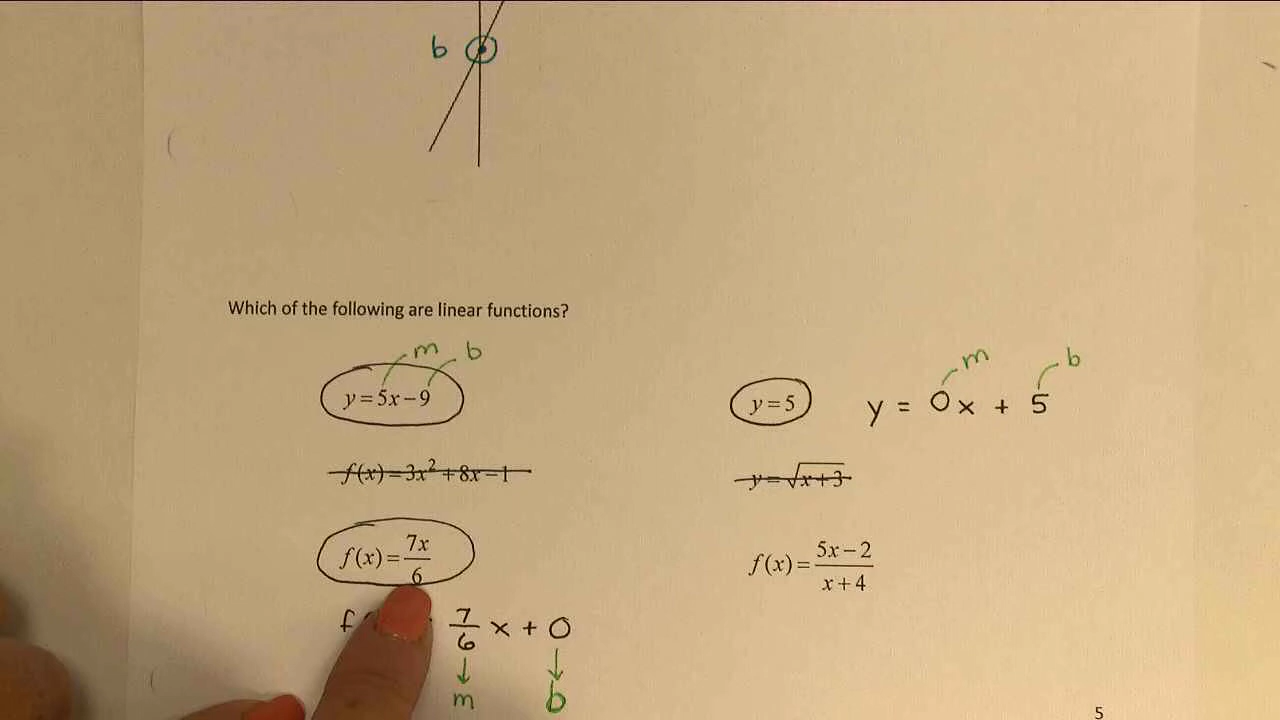 b
Which of the following are linear functions?
m b
y = 5x − 9
m b
y = 5 y = 0x + 5
f(x) = 3x² + 8x − 1
y = √x + 3
f(x) = 7x/6
f(x) = 5x − 2/x + 4
f 7/6 x + 0
m b
5